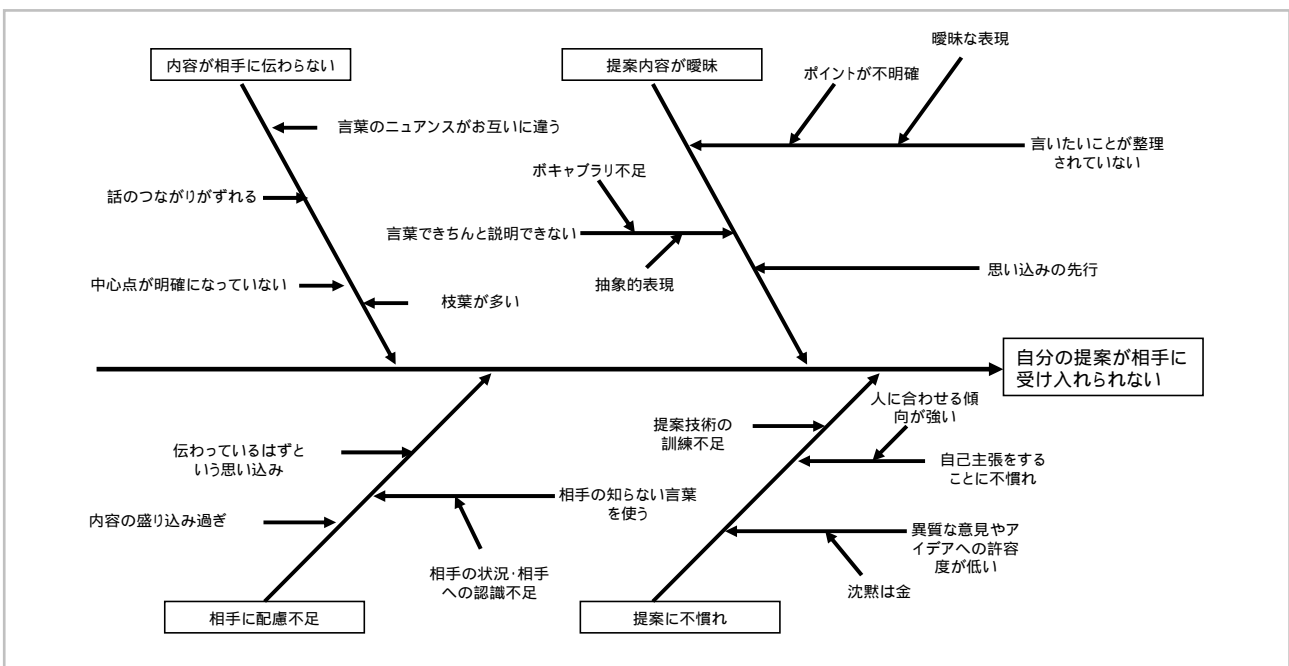 内容が相手に伝わらない
言葉のニュアンスがお互いに違う
話のつながりがずれる
中心点が明確になっていない
枝葉が多い
提案内容が曖昧
曖昧な表現
ポイントが不明確
言いたいことが整理
されていない
ボキャブラリ不足
言葉できちんと説明できない
抽象的表現
思い込みの先行
自分の提案が相手に
受け入れられない
伝わっているはずと
いう思い込み
相手の知らない言葉
を使う
内容の盛り込み過ぎ
相手の状況・相手
への認識不足
相手に配慮不足
人に合わせる傾
向が強い
提案技術の
訓練不足
自己主張をする
ことに不慣れ
異質な意見やア
イデアへの許容
度が低い
沈黙は金
提案に不慣れ